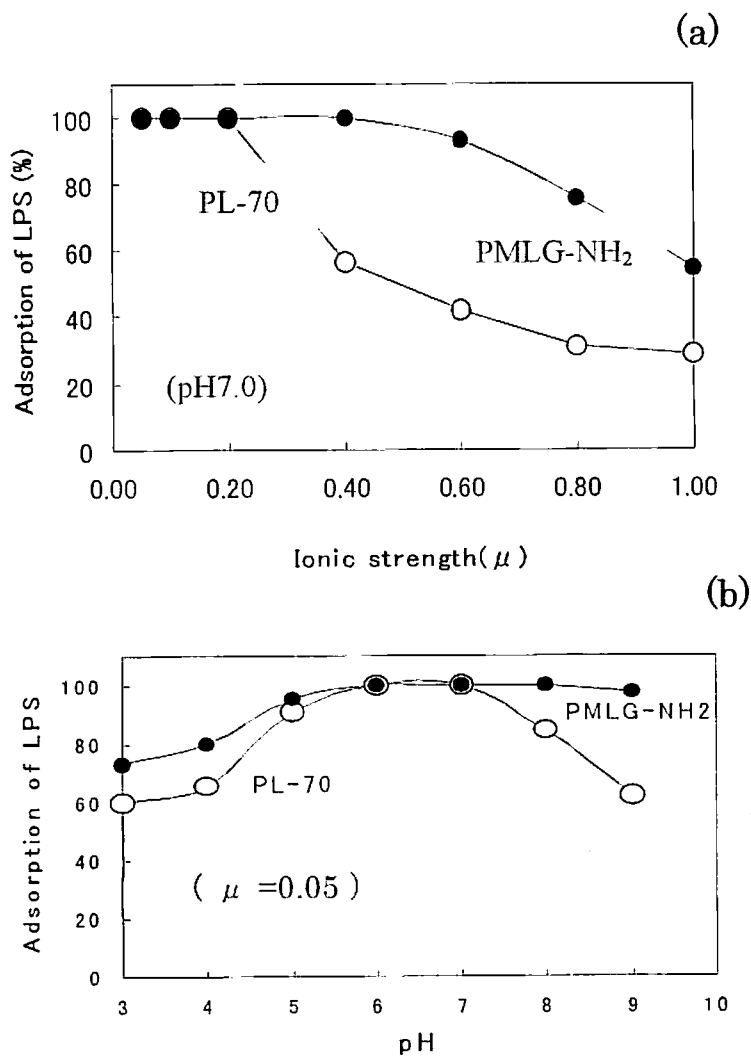 (a)
Adsorption of LPS (%)
100
80
60
40
20
0
PL-70
PMLG-NH₂
(pH7.0)
0.00 0.20 0.40 0.60 0.80 1.00
Ionic strength(μ)
(b)
Adsorption of LPS
100
80
60
40
20
0
PMLG-NH2
PL-70
( μ =0.05 )
3 4 5 6 7 8 9 10
pH